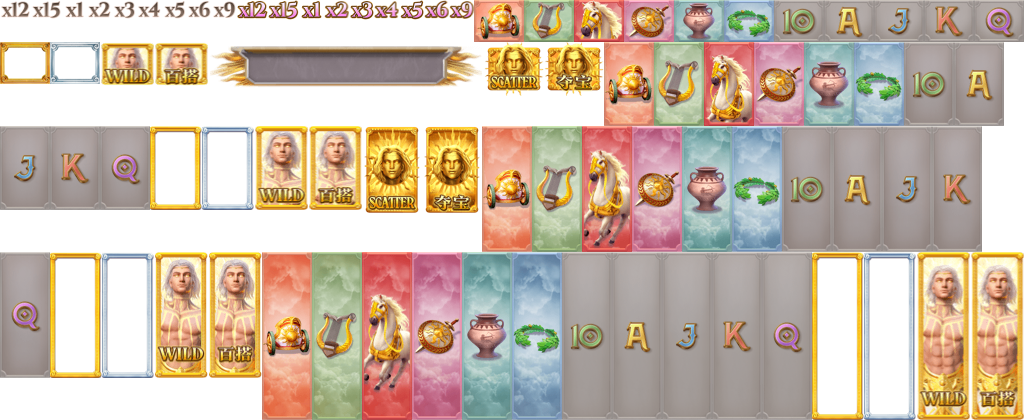 x12 x15 x1 x2 x3 x4 x5 x6 x9 x12 x15 x1 x2 x3 x4 x5 x6 x9
10 A J K Q
WILD 百搭 SCATTER 夺宝
10 A
J K Q WILD 百搭 SCATTER 夺宝
10 A J K
Q WILD 百搭
10 A J K Q WILD 百搭